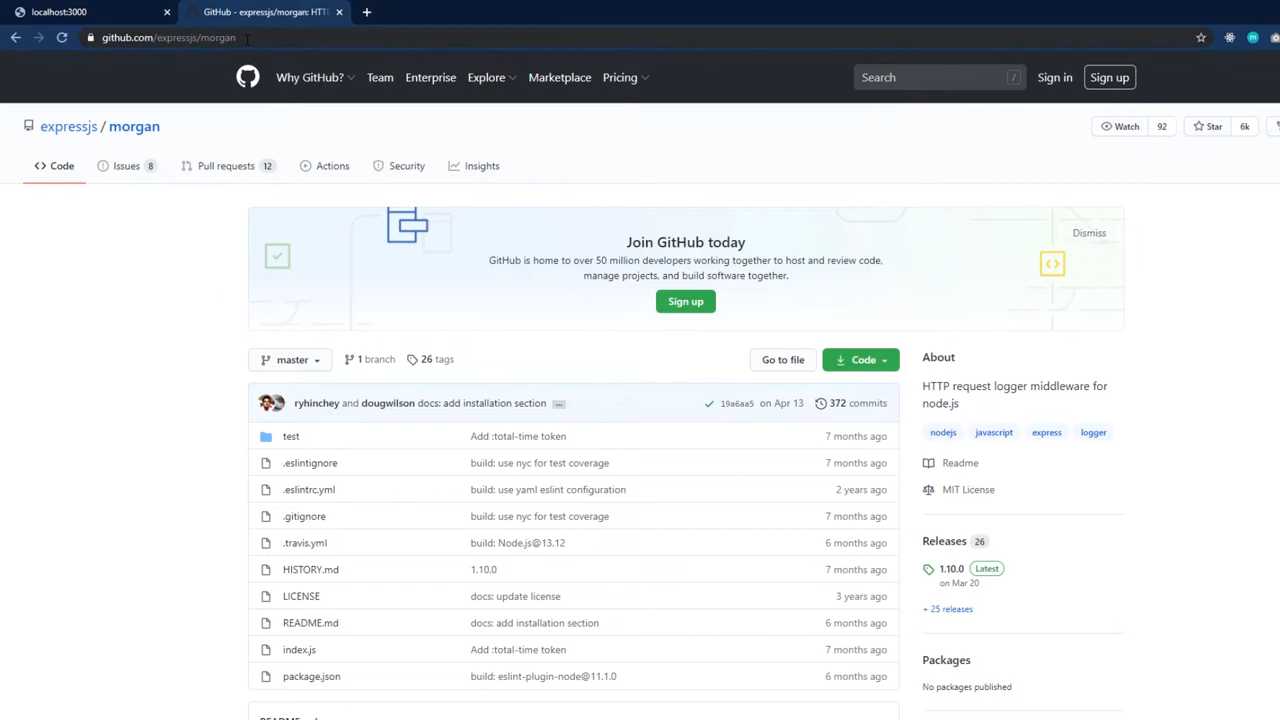 localhost:3000
GitHub - expressjs/morgan: HTTP
github.com/expressjs/morgan
Why GitHub? Team Enterprise Explore Marketplace Pricing
Search /
Sign in Sign up
expressjs / morgan
Watch 92 Star 6k
Code Issues 8 Pull requests 12 Actions Security Insights
Join GitHub today
Dismiss
GitHub is home to over 50 million developers working together to host and review code,
manage projects, and build software together.
Sign up
master 1 branch 26 tags Go to file Code
ryhinchey and dougwilson docs: add installation section ... 19a6aa5 on Apr 13 372 commits
test Add :total-time token 7 months ago
.eslintignore build: use nyc for test coverage 7 months ago
.eslintrc.yml build: use yaml eslint configuration 2 years ago
.gitignore build: use nyc for test coverage 7 months ago
.travis.yml build: Node.js@13.12 6 months ago
HISTORY.md 1.10.0 7 months ago
LICENSE docs: update license 3 years ago
README.md docs: add installation section 6 months ago
index.js Add :total-time token 7 months ago
package.json build: eslint-plugin-node@11.1.0 6 months ago
About
HTTP request logger middleware for
node.js
nodejs javascript express logger
Readme
MIT License
Releases 26
1.10.0 Latest
on Mar 20
+ 25 releases
Packages
No packages published